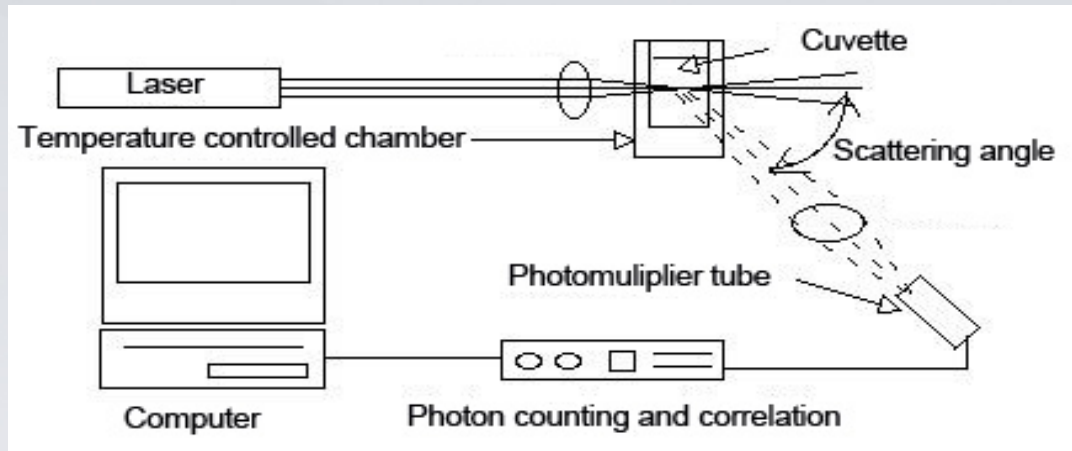 Cuvette
Laser
Temperature controlled chamber
Scattering angle
Photomuliplier tube
Computer
Photon counting and correlation